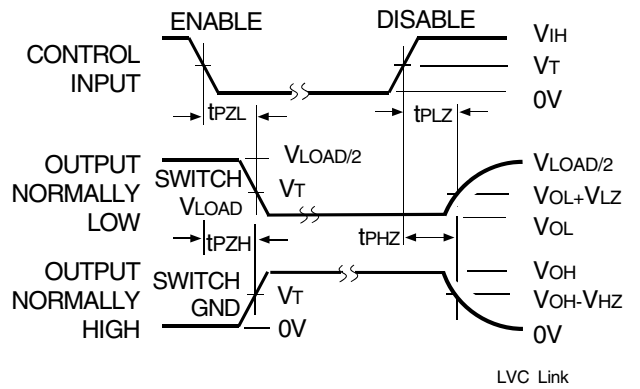 ENABLE DISABLE
CONTROL INPUT
VIH
VT
0V
tPZL tPLZ
OUTPUT NORMALLY LOW
SWITCH VLOAD
VLOAD/2
VT
VLOAD/2
VOL+VLZ
VOL
tPZH tPHZ
OUTPUT NORMALLY HIGH
SWITCH GND
VT
0V
VOH
VOH-VHZ
0V
LVC Link